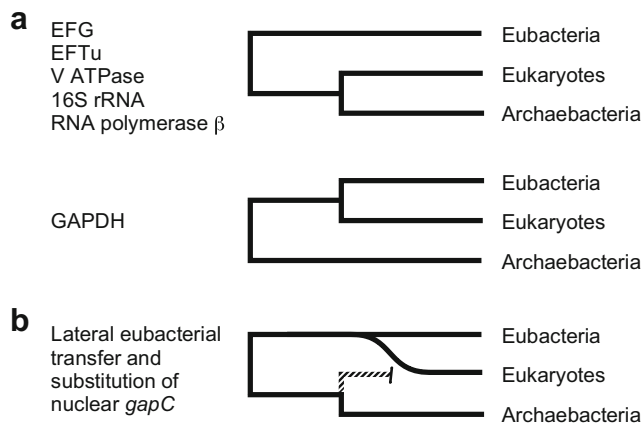 a
EFG
EFTu
V ATPase
16S rRNA
RNA polymerase β
Eubacteria
Eukaryotes
Archaebacteria
GAPDH
Eubacteria
Eukaryotes
Archaebacteria
b
Lateral eubacterial
transfer and
substitution of
nuclear gapC
Eubacteria
Eukaryotes
Archaebacteria